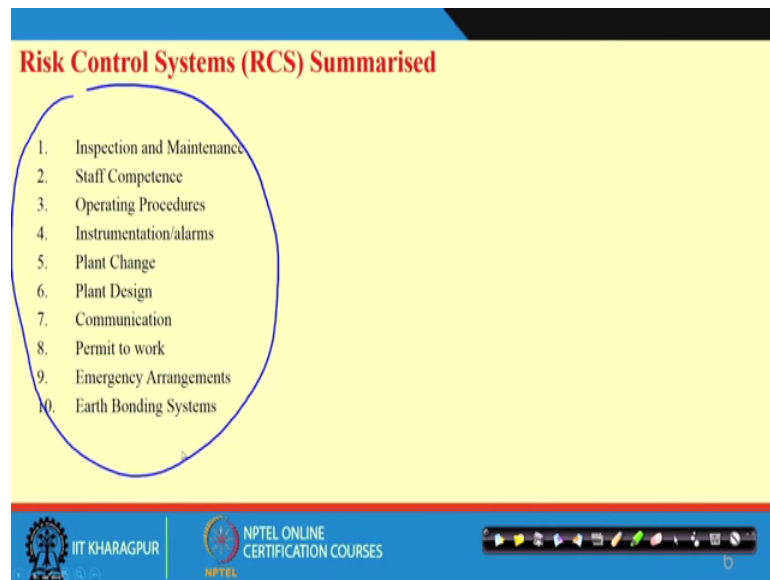 Risk Control Systems (RCS) Summarised
1. Inspection and Maintenance
2. Staff Competence
3. Operating Procedures
4. Instrumentation/alarms
5. Plant Change
6. Plant Design
7. Communication
8. Permit to work
9. Emergency Arrangements
10. Earth Bonding Systems
IIT KHARAGPUR
NPTEL
NPTEL ONLINE
CERTIFICATION COURSES
6